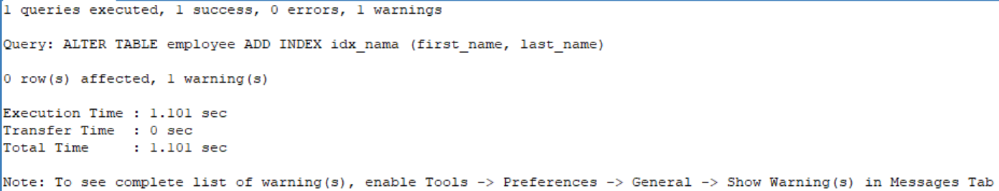 1 queries executed, 1 success, 0 errors, 1 warnings
Query: ALTER TABLE employee ADD INDEX idx_nama (first_name, last_name)
0 row(s) affected, 1 warning(s)
Execution Time : 1.101 sec
Transfer Time  : 0 sec
Total Time     : 1.101 sec
Note: To see complete list of warning(s), enable Tools -> Preferences -> General -> Show Warning(s) in Messages Tab